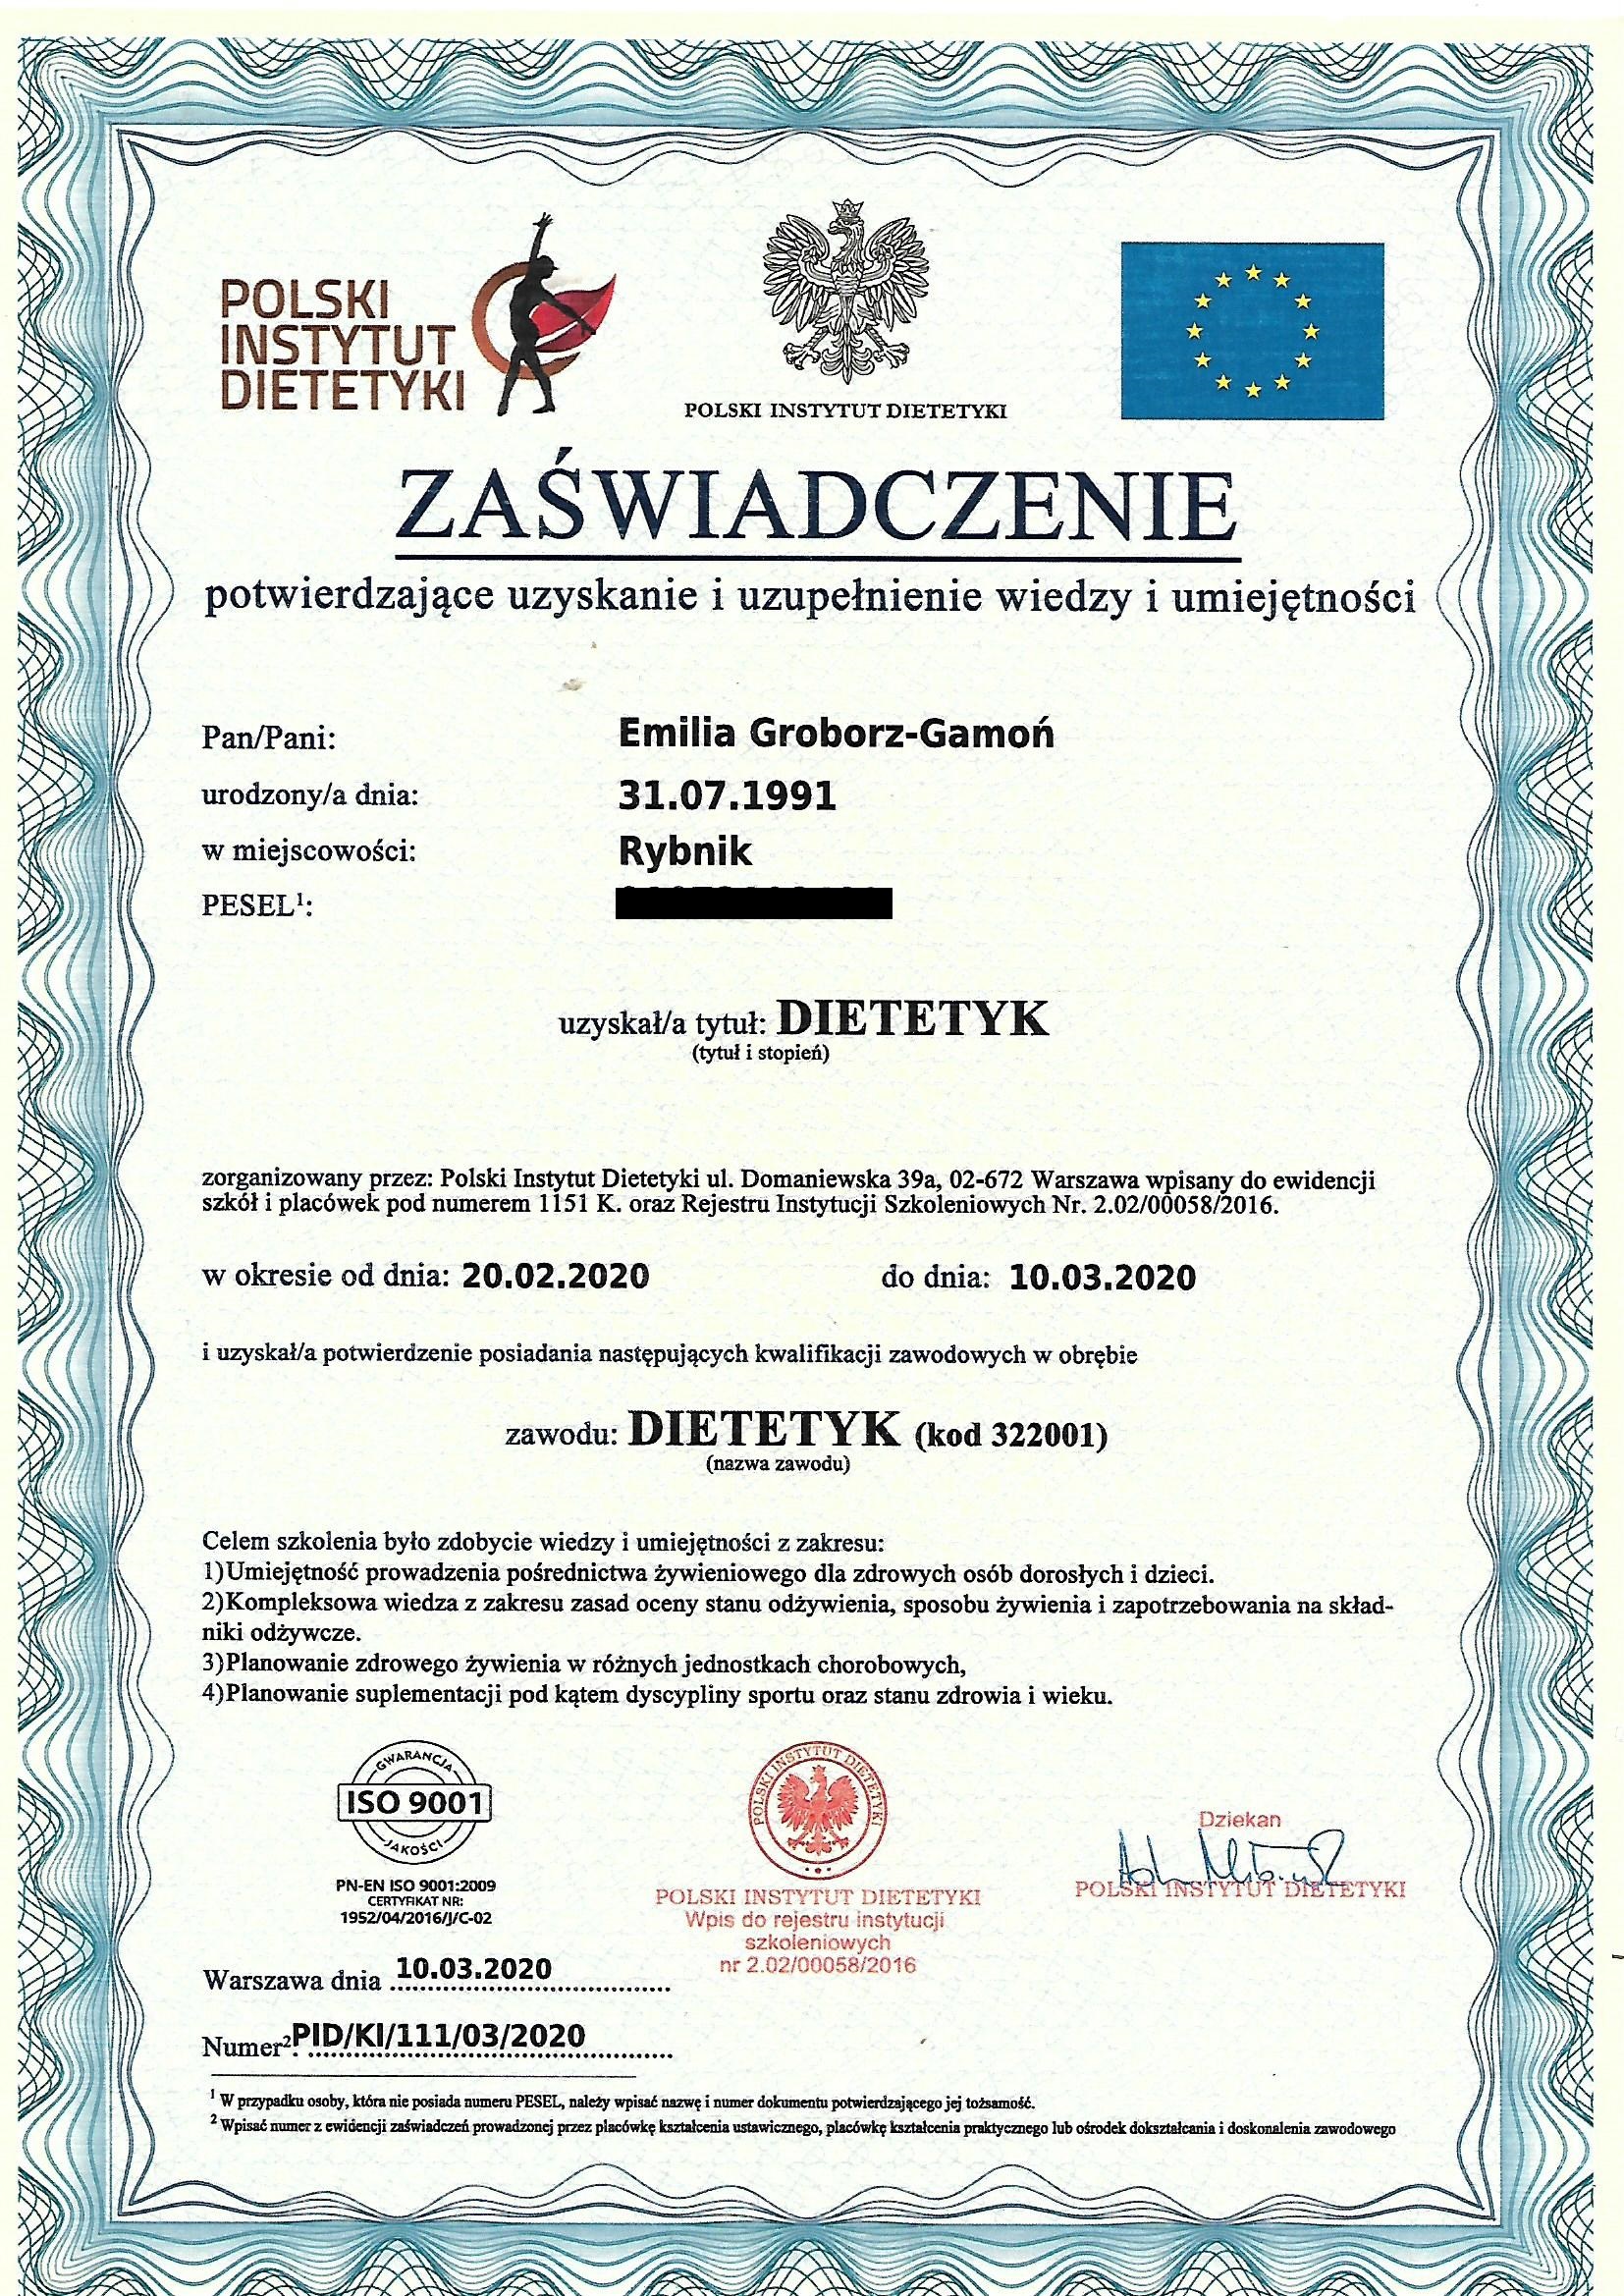 POLSKI
INSTYTUT
DIETETYKI
POLSKI INSTYTUT DIETETYKI
ZAŚWIADCZENIE
potwierdzające uzyskanie i uzupełnienie wiedzy i umiejętności
Pan/Pani: Emilia Groborz-Gamoń
urodzony/a dnia: 31.07.1991
w miejscowości: Rybnik
PESEL¹:
uzyskał/a tytuł: DIETETYK
(tytuł i stopień)
zorganizowany przez: Polski Instytut Dietetyki ul. Domaniewska 39a, 02-672 Warszawa wpisany do ewidencji
szkół i placówek pod numerem 1151 K. oraz Rejestru Instytucji Szkoleniowych Nr. 2.02/00058/2016.
w okresie od dnia: 20.02.2020 do dnia: 10.03.2020
i uzyskał/a potwierdzenie posiadania następujących kwalifikacji zawodowych w obrębie
zawodu: DIETETYK (kod 322001)
(nazwa zawodu)
Celem szkolenia było zdobycie wiedzy i umiejętności z zakresu:
1)Umiejętność prowadzenia pośrednictwa żywieniowego dla zdrowych osób dorosłych i dzieci.
2)Kompleksowa wiedza z zakresu zasad oceny stanu odżywienia, sposobu żywienia i zapotrzebowania na skład-
niki odżywcze.
3)Planowanie zdrowego żywienia w różnych jednostkach chorobowych,
4)Planowanie suplementacji pod kątem dyscypliny sportu oraz stanu zdrowia i wieku.
GWARANCJA
ISO 9001
JAKOŚCI
PN-EN ISO 9001:2009
CERTYFIKAT NR:
1952/04/2016/J/C-02
POLSKI INSTYTUT DIETETYKI
POLSKI INSTYTUT DIETETYKI
Wpis do rejestru instytucji
szkoleniowych
nr 2.02/00058/2016
Dziekan
POLSKI INSTYTUT DIETETYKI
Warszawa dnia 10.03.2020
Numer²: PID/KI/111/03/2020
¹ W przypadku osoby, która nie posiada numeru PESEL, należy wpisać nazwę i numer dokumentu potwierdzającego jej tożsamość.
² Wpisać numer z ewidencji zaświadczeń prowadzonej przez placówkę kształcenia ustawicznego, placówkę kształcenia praktycznego lub ośrodek dokształcania i doskonalenia zawodowego